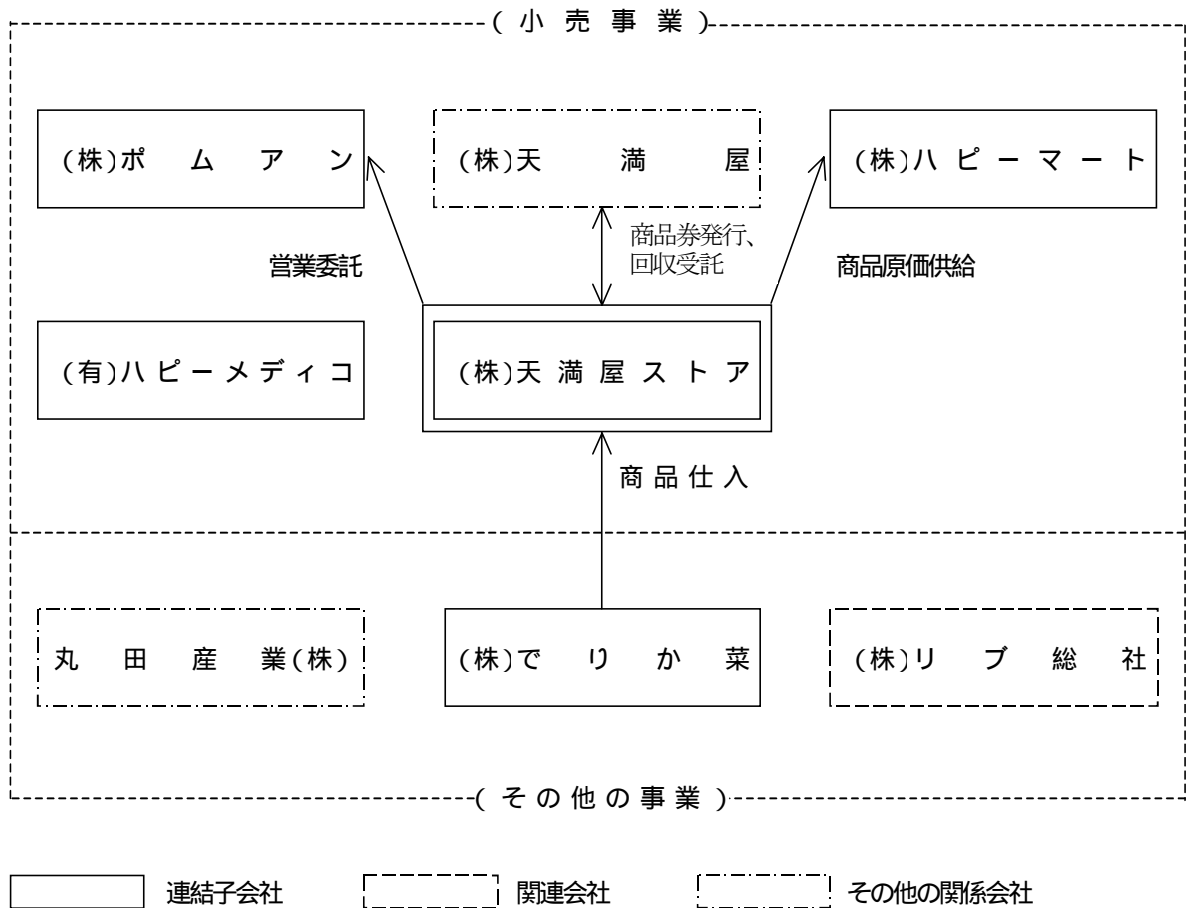 (小売事業)
(株)ポムアン
(株)天満屋
(株)ハピーマート
商品券発行、
回収受託
営業委託
商品原価供給
(有)ハピーメディコ
(株)天満屋ストア
商品仕入
丸田産業(株)
(株)でりか菜
(株)リブ総社
(その他の事業)
連結子会社
関連会社
その他の関係会社